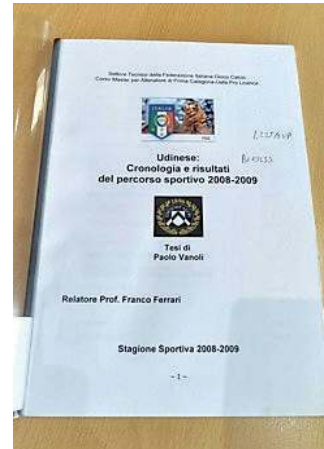 Settore Tecnico della Federazione Italiana Giuoco Calcio
Corso Master per Allenatore di Prima Categoria-Uefa Pro Licence
ITALIA
FIGC
Udinese:
Cronologia e risultati
del percorso sportivo 2008-2009
Tesi di
Paolo Vanoli
Relatore Prof. Franco Ferrari
Stagione Sportiva 2008-2009
~ 1 ~